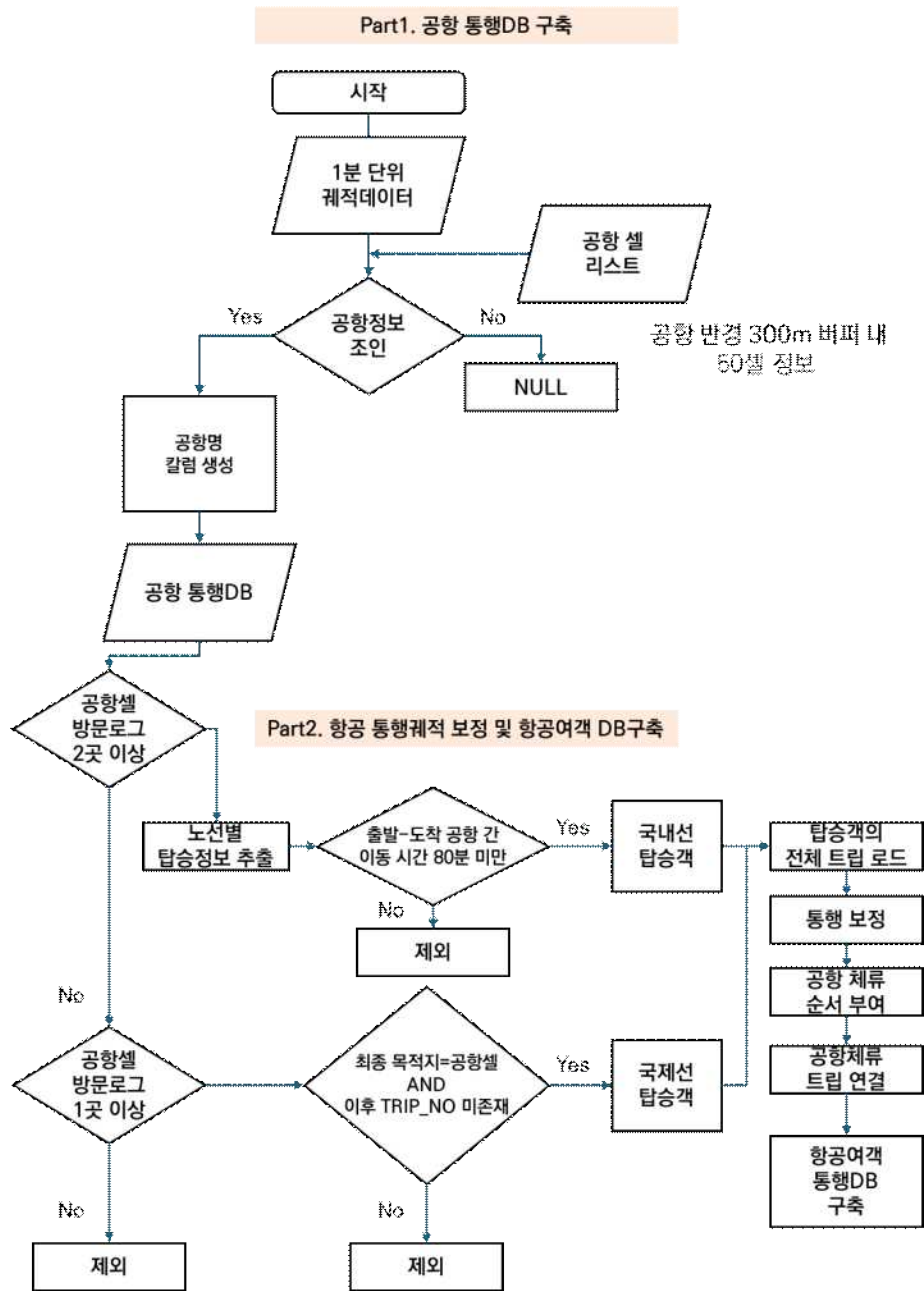 Part1. 공항 통행DB 구축
시작
1분 단위
궤적데이터
공항 셀
리스트
공항정보
조인
Yes
No
공항 반경 300m 버퍼 내
50셀 정보
NULL
공항명
칼럼 생성
공항 통행DB
공항셀
방문로그
2곳 이상
Part2. 항공 통행궤적 보정 및 항공여객 DB구축
노선별
탑승정보 추출
출발-도착 공항 간
이동 시간 80분 미만
Yes
국내선
탑승객
탑승객의
전체 트립 로드
No
제외
통행 보정
공항 체류
순서 부여
No
공항셀
방문로그
1곳 이상
최종 목적지=공항셀
AND
이후 TRIP_NO 미존재
Yes
국제선
탑승객
공항체류
트립 연결
항공여객
통행DB
구축
No
제외
No
제외